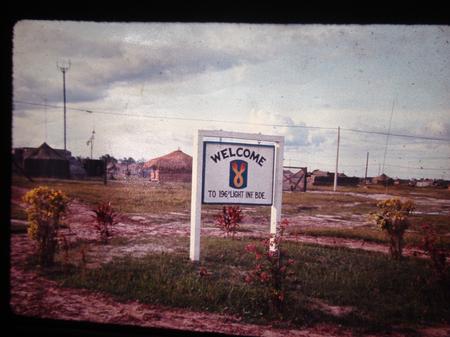 WELCOME
TO 196th LIGHT INF BDE.